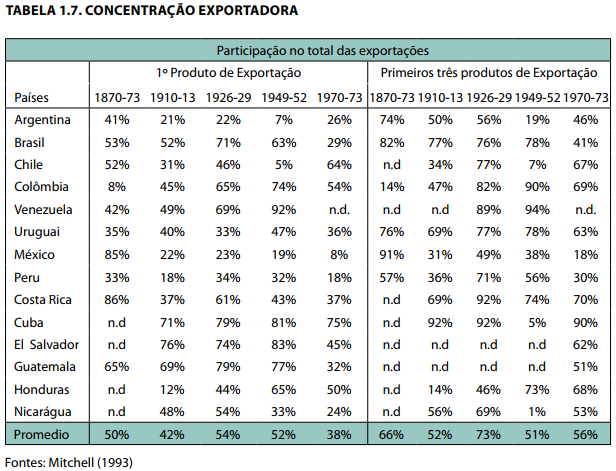 TABELA 1.7. CONCENTRAÇÃO EXPORTADORA
Participação no total das exportações
1º Produto de Exportação Primeiros três produtos de Exportação
Países 1870-73 1910-13 1926-29 1949-52 1970-73 1870-73 1910-13 1926-29 1949-52 1970-73
Argentina 41% 21% 22% 7% 26% 74% 50% 56% 19% 46%
Brasil 53% 52% 71% 63% 29% 82% 77% 76% 78% 41%
Chile 52% 31% 46% 5% 64% n.d 34% 77% 7% 67%
Colômbia 8% 45% 65% 74% 54% 14% 47% 82% 90% 69%
Venezuela 42% 49% 69% 92% n.d. n.d n.d 89% 94% n.d.
Uruguai 35% 40% 33% 47% 36% 76% 69% 77% 78% 63%
México 85% 22% 23% 19% 8% 91% 31% 49% 38% 18%
Peru 33% 18% 34% 32% 18% 57% 36% 71% 56% 30%
Costa Rica 86% 37% 61% 43% 37% n.d 69% 92% 74% 70%
Cuba n.d 71% 79% 81% 75% n.d 92% 92% 5% 90%
El Salvador n.d 76% 74% 83% 45% n.d n.d n.d n.d 62%
Guatemala 65% 69% 79% 77% 32% n.d n.d n.d n.d 51%
Honduras n.d 12% 44% 65% 50% n.d 14% 46% 73% 68%
Nicarágua n.d 48% 54% 33% 24% n.d 56% 69% 1% 53%
Promedio 50% 42% 54% 52% 38% 66% 52% 73% 51% 56%
Fontes: Mitchell (1993)